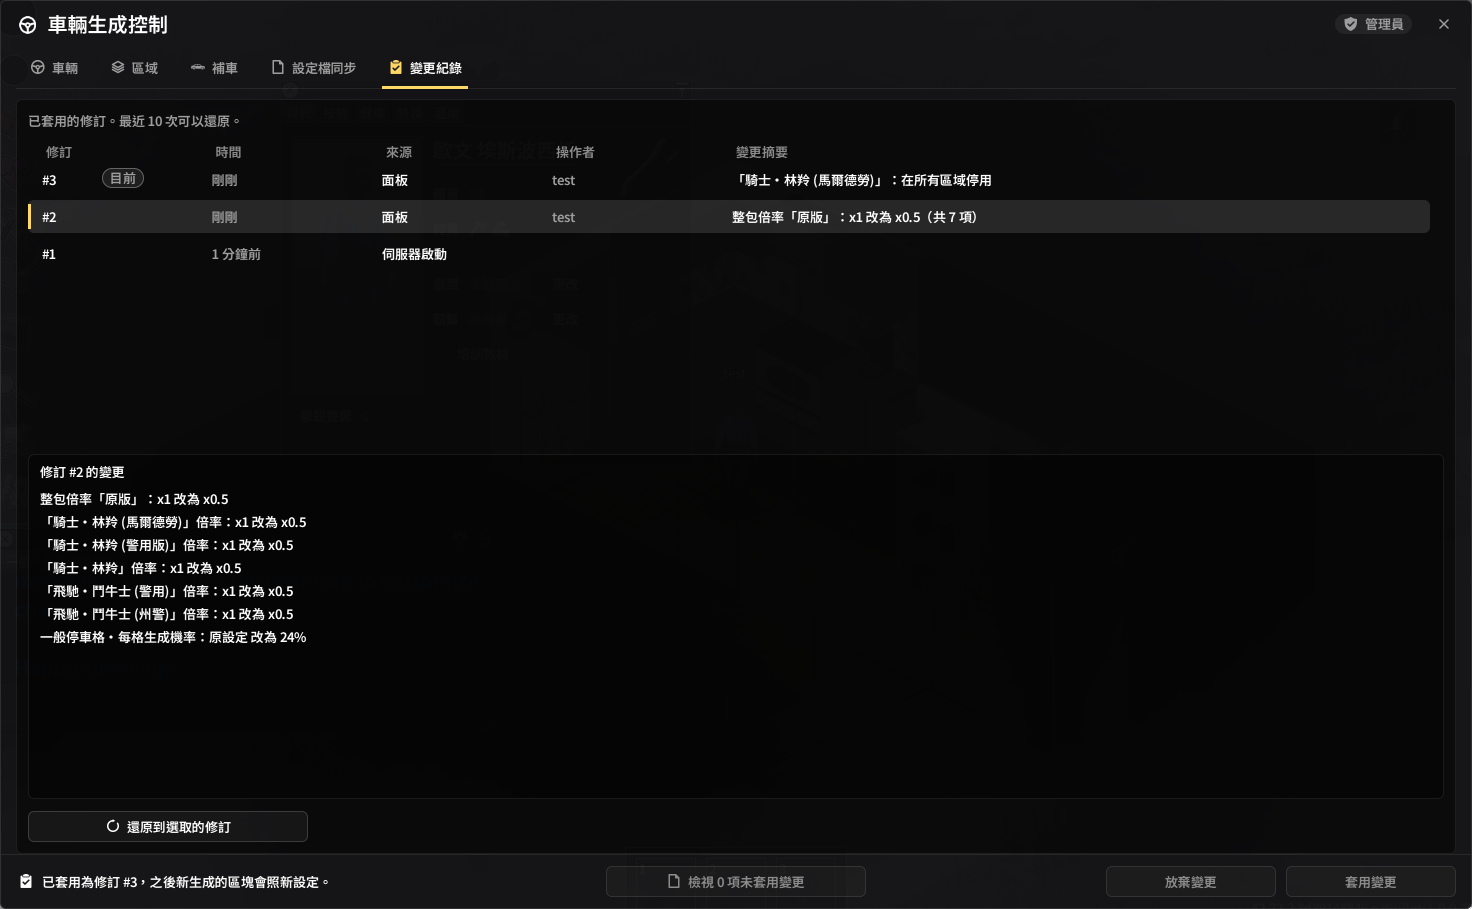 車輛生成控制
管理員
車輛 區域 補車 設定檔同步 變更紀錄
已套用的修訂。最近 10 次可以還原。
修訂 時間 來源 操作者 變更摘要
#3 目前 剛剛 面板 test 「騎士・林羚 (馬爾德勞)」：在所有區域停用
#2 剛剛 面板 test 整包倍率「原版」：x1 改為 x0.5（共 7 項）
#1 1 分鐘前 伺服器啟動
修訂 #2 的變更
整包倍率「原版」：x1 改為 x0.5
「騎士・林羚 (馬爾德勞)」倍率：x1 改為 x0.5
「騎士・林羚 (警用版)」倍率：x1 改為 x0.5
「騎士・林羚」倍率：x1 改為 x0.5
「飛馳・鬥牛士 (警用)」倍率：x1 改為 x0.5
「飛馳・鬥牛士 (州警)」倍率：x1 改為 x0.5
一般停車格・每格生成機率：原設定 改為 24%
還原到選取的修訂
已套用為修訂 #3，之後新生成的區塊會照新設定。
檢視 0 項未套用變更
放棄變更
套用變更